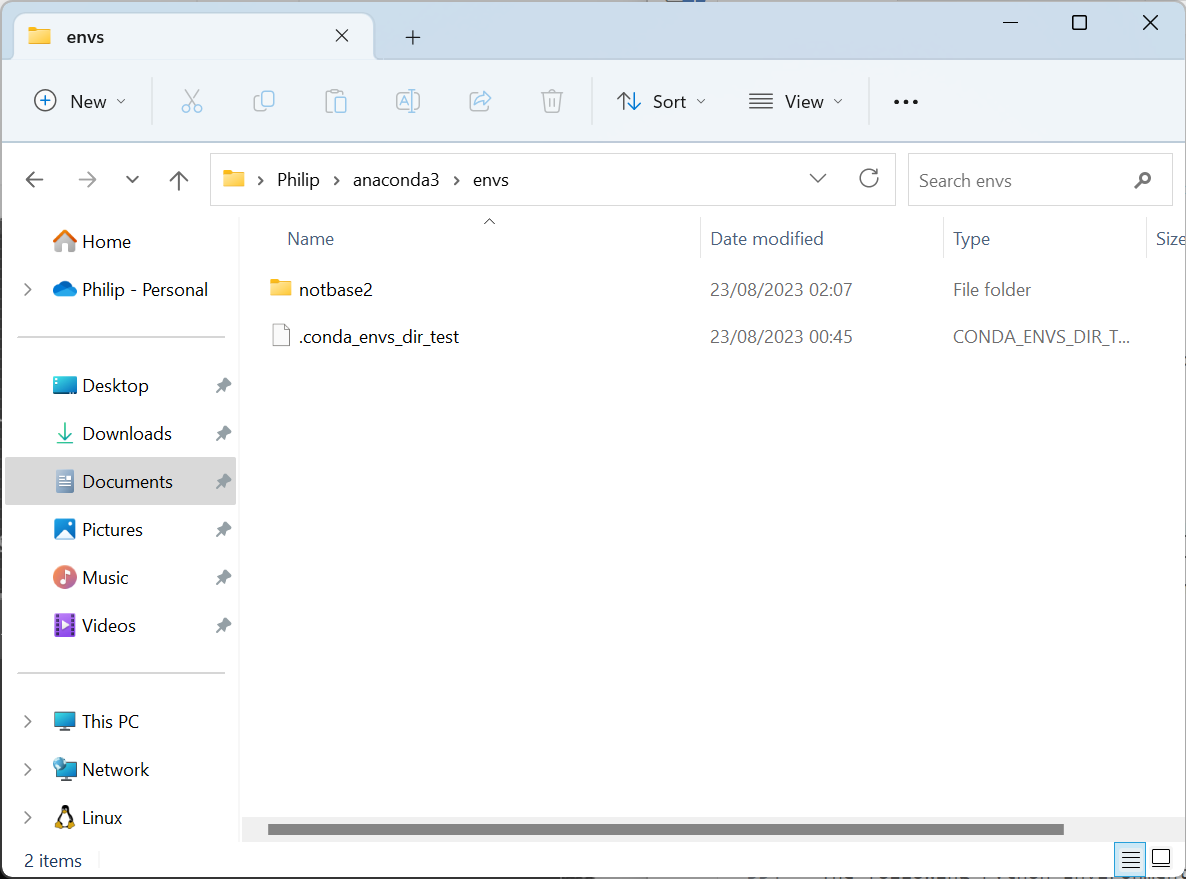 envs
New
Sort
View
Philip
anaconda3
envs
Search envs
Home
Philip - Personal
Desktop
Downloads
Documents
Pictures
Music
Videos
This PC
Network
Linux
Name
Date modified
Type
Size
notbase2
23/08/2023 02:07
File folder
.conda_envs_dir_test
23/08/2023 00:45
CONDA_ENVS_DIR_T...
2 items